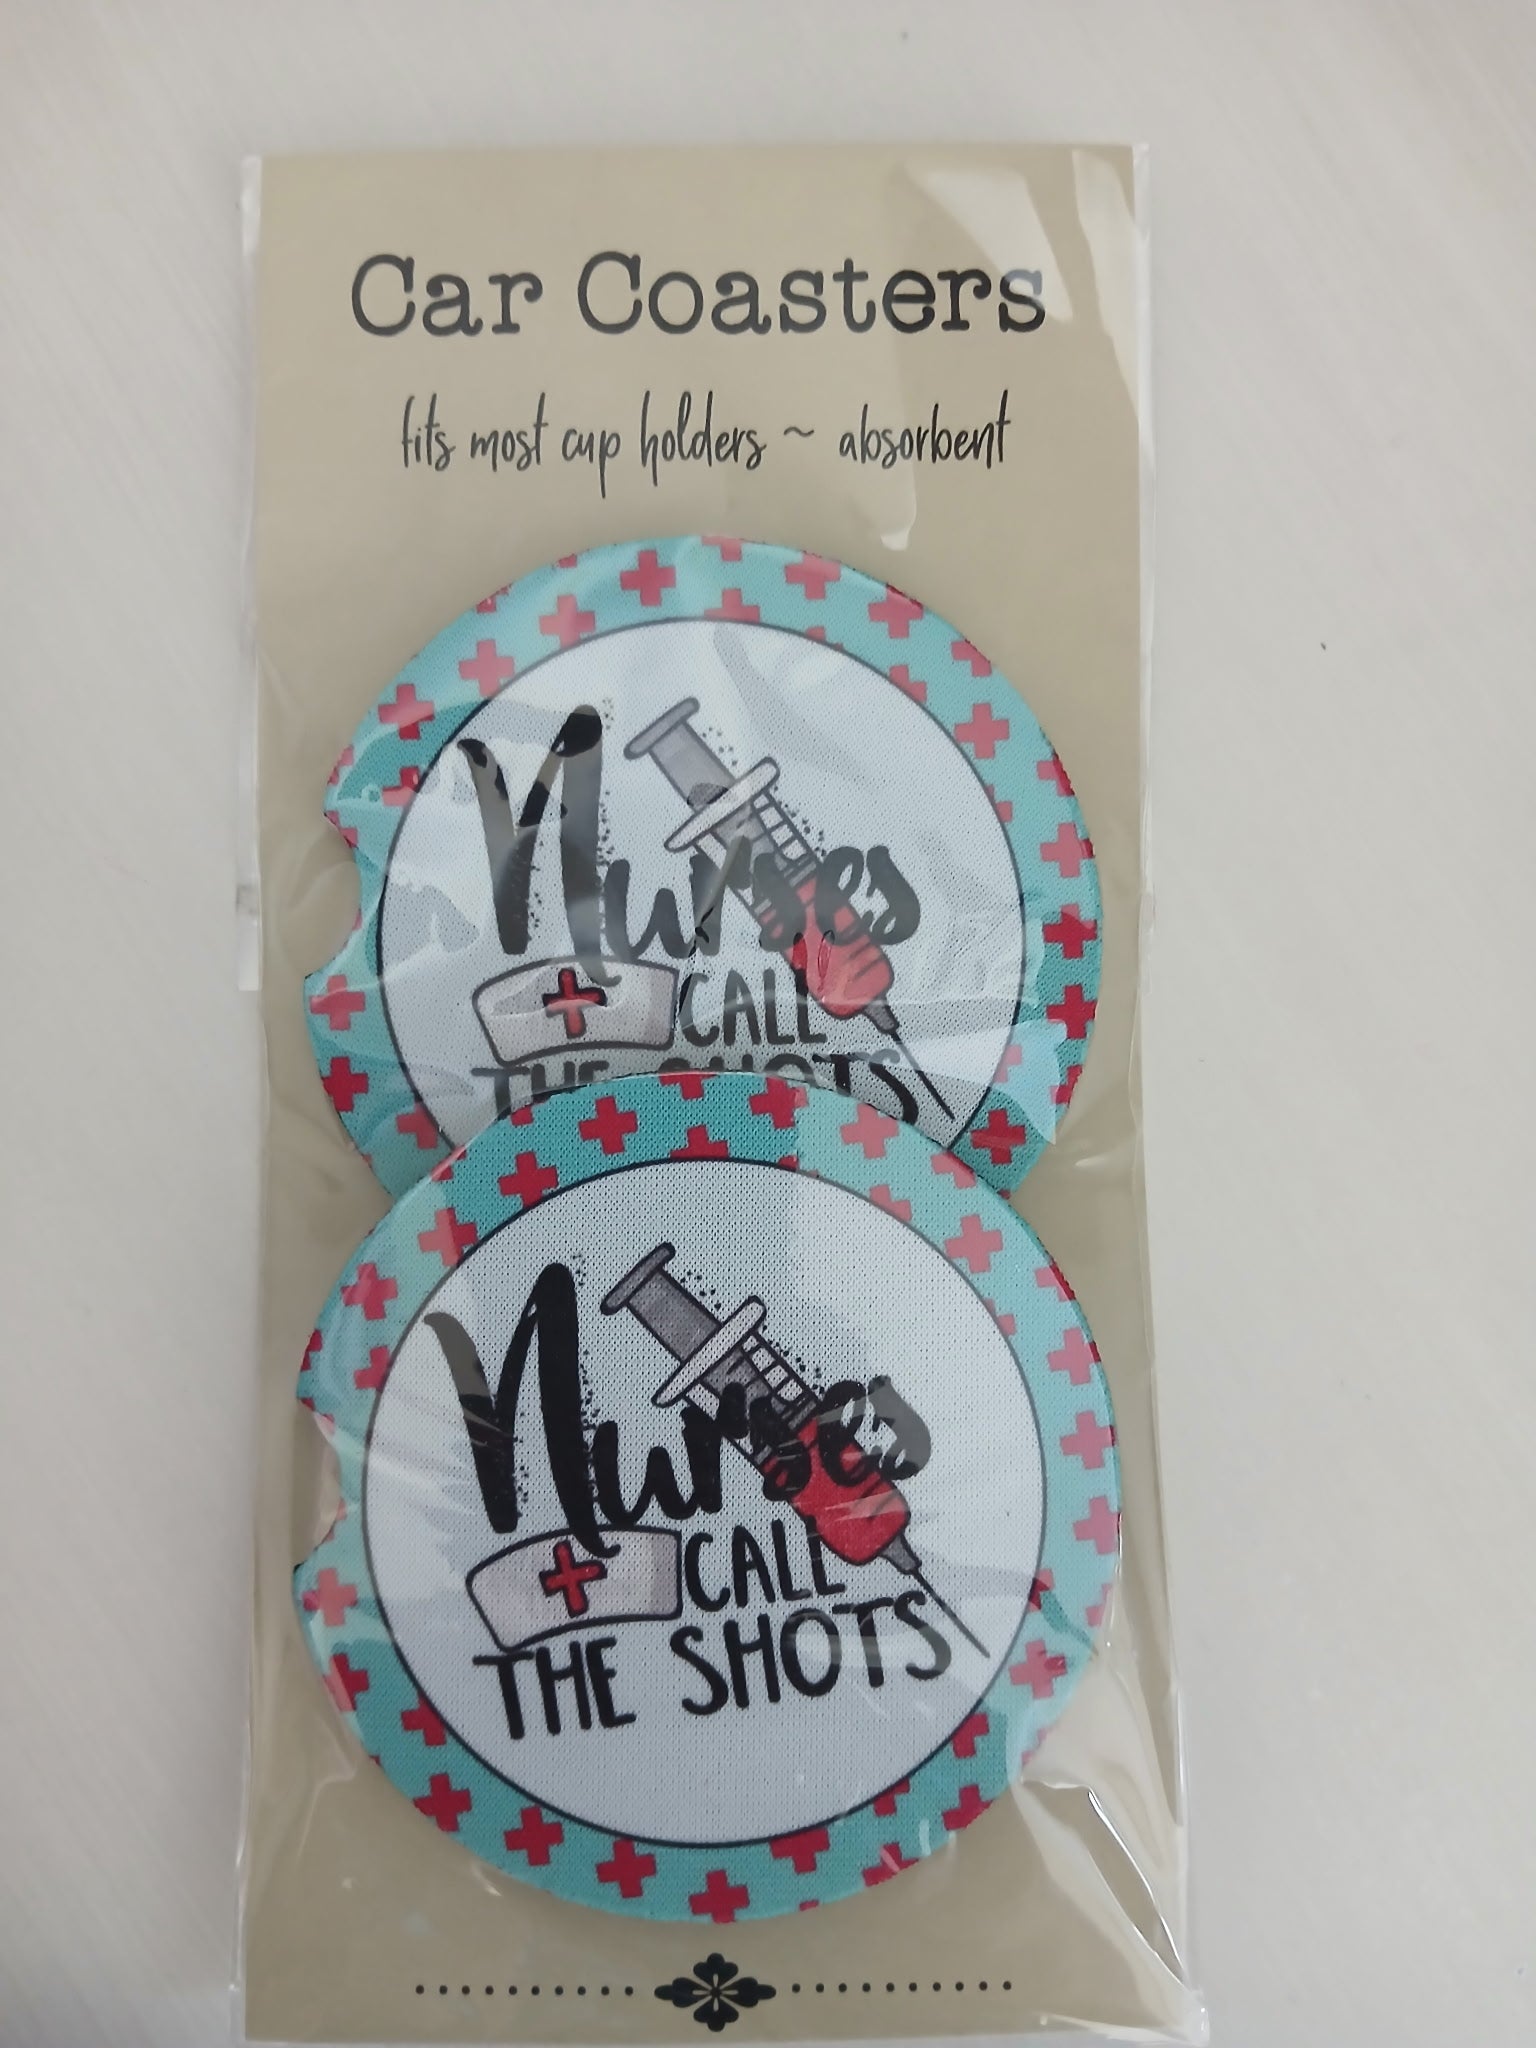 Car Coasters
fits most cup holders ~ absorbent
Nurses
CALL
THE SHOTS
Nurses
CALL
THE SHOTS